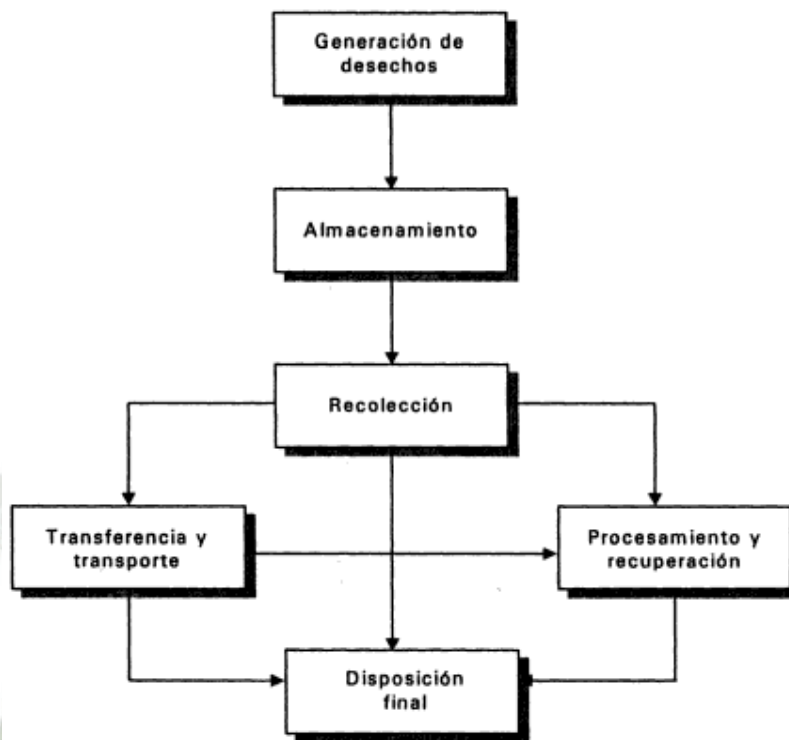 Generación de
desechos
Almacenamiento
Recolección
Transferencia y
transporte
Procesamiento y
recuperación
Disposición
final